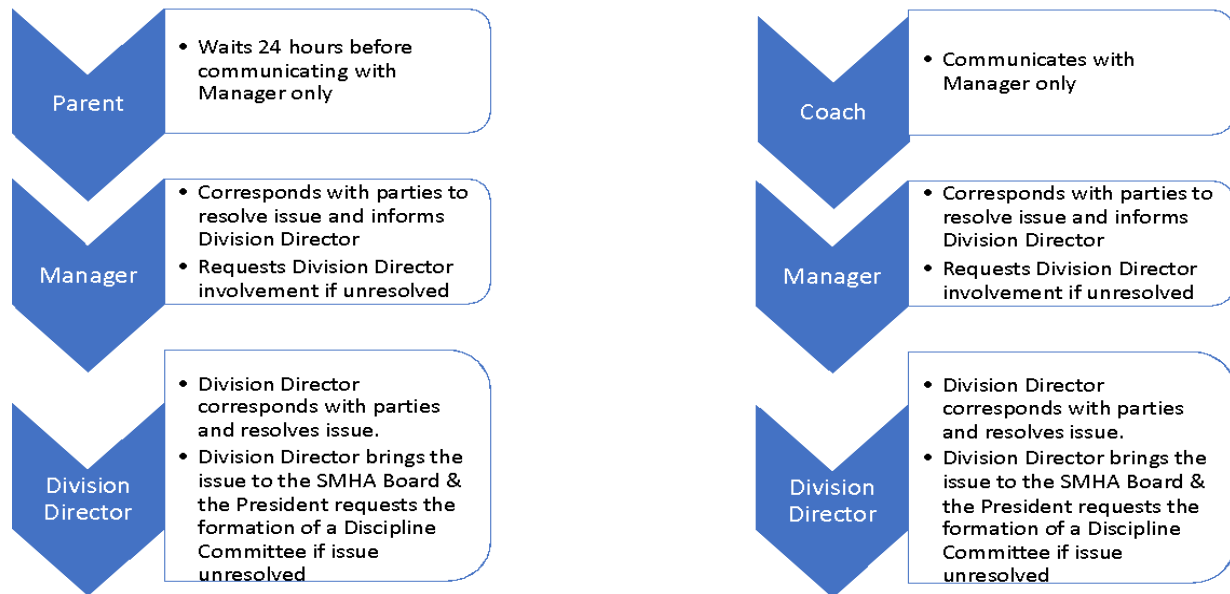 Parent
• Waits 24 hours before
communicating with
Manager only
Manager
• Corresponds with parties to
resolve issue and informs
Division Director
• Requests Division Director
involvement if unresolved
Division
Director
• Division Director
corresponds with parties
and resolves issue.
• Division Director brings the
issue to the SMHA Board &
the President requests the
formation of a Discipline
Committee if issue
unresolved
Coach
• Communicates with
Manager only
Manager
• Corresponds with parties to
resolve issue and informs
Division Director
• Requests Division Director
involvement if unresolved
Division
Director
• Division Director
corresponds with parties
and resolves issue.
• Division Director brings the
issue to the SMHA Board &
the President requests the
formation of a Discipline
Committee if issue
unresolved